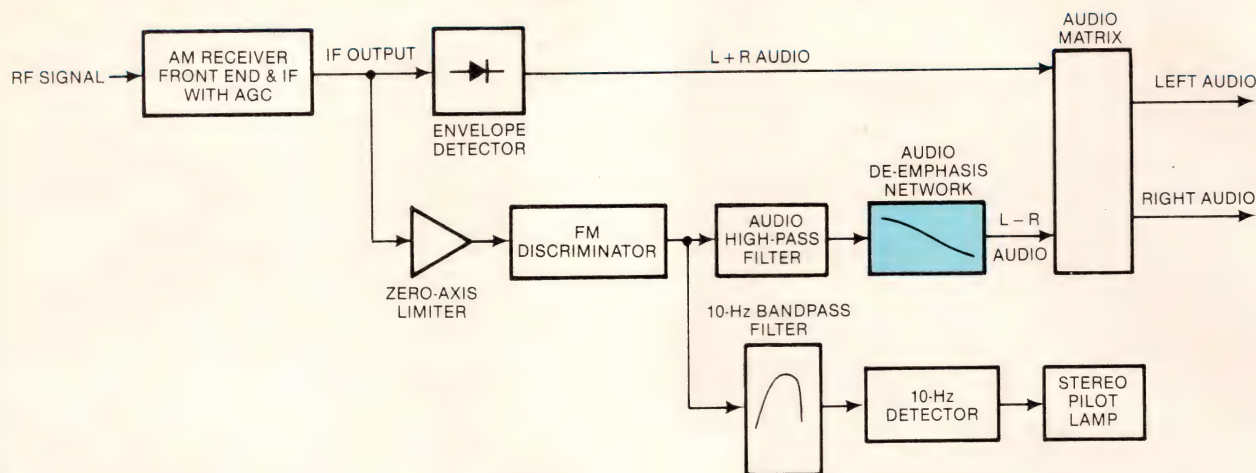 AUDIO
MATRIX
RF SIGNAL
AM RECEIVER
FRONT END & IF
WITH AGC
IF OUTPUT
ENVELOPE
DETECTOR
L + R AUDIO
LEFT AUDIO
RIGHT AUDIO
ZERO-AXIS
LIMITER
FM
DISCRIMINATOR
AUDIO
HIGH-PASS
FILTER
AUDIO
DE-EMPHASIS
NETWORK
L – R
AUDIO
10-Hz BANDPASS
FILTER
10-Hz
DETECTOR
STEREO
PILOT
LAMP